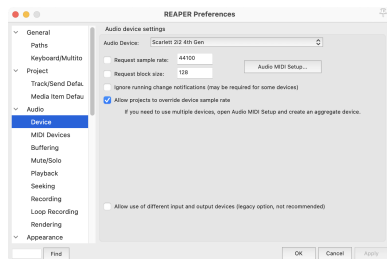 REAPER Preferences
General
Paths
Keyboard/Multito
Project
Track/Send Defau
Media Item Defau
Audio
Device
MIDI Devices
Buffering
Mute/Solo
Playback
Seeking
Recording
Loop Recording
Rendering
Appearance
Find
Audio device settings
Audio Device: Scarlett 2i2 4th Gen
Request sample rate: 44100
Request block size: 128
Audio MIDI Setup...
Ignore running change notifications (may be required for some devices)
Allow projects to override device sample rate
If you need to use multiple devices, open Audio MIDI Setup and create an aggregate device.
Allow use of different input and output devices (legacy option, not recommended)
OK Cancel Apply